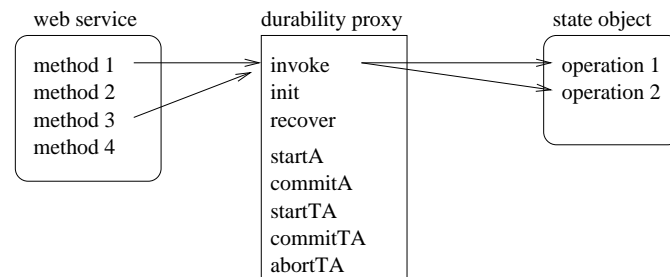 web service
method 1
method 2
method 3
method 4
durability proxy
invoke
init
recover
startA
commitA
startTA
commitTA
abortTA
state object
operation 1
operation 2